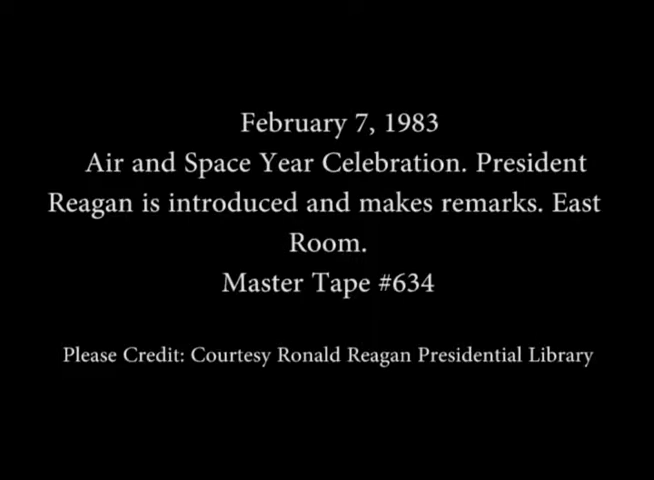 February 7, 1983
Air and Space Year Celebration. President
Reagan is introduced and makes remarks. East
Room.
Master Tape #634
Please Credit: Courtesy Ronald Reagan Presidential Library